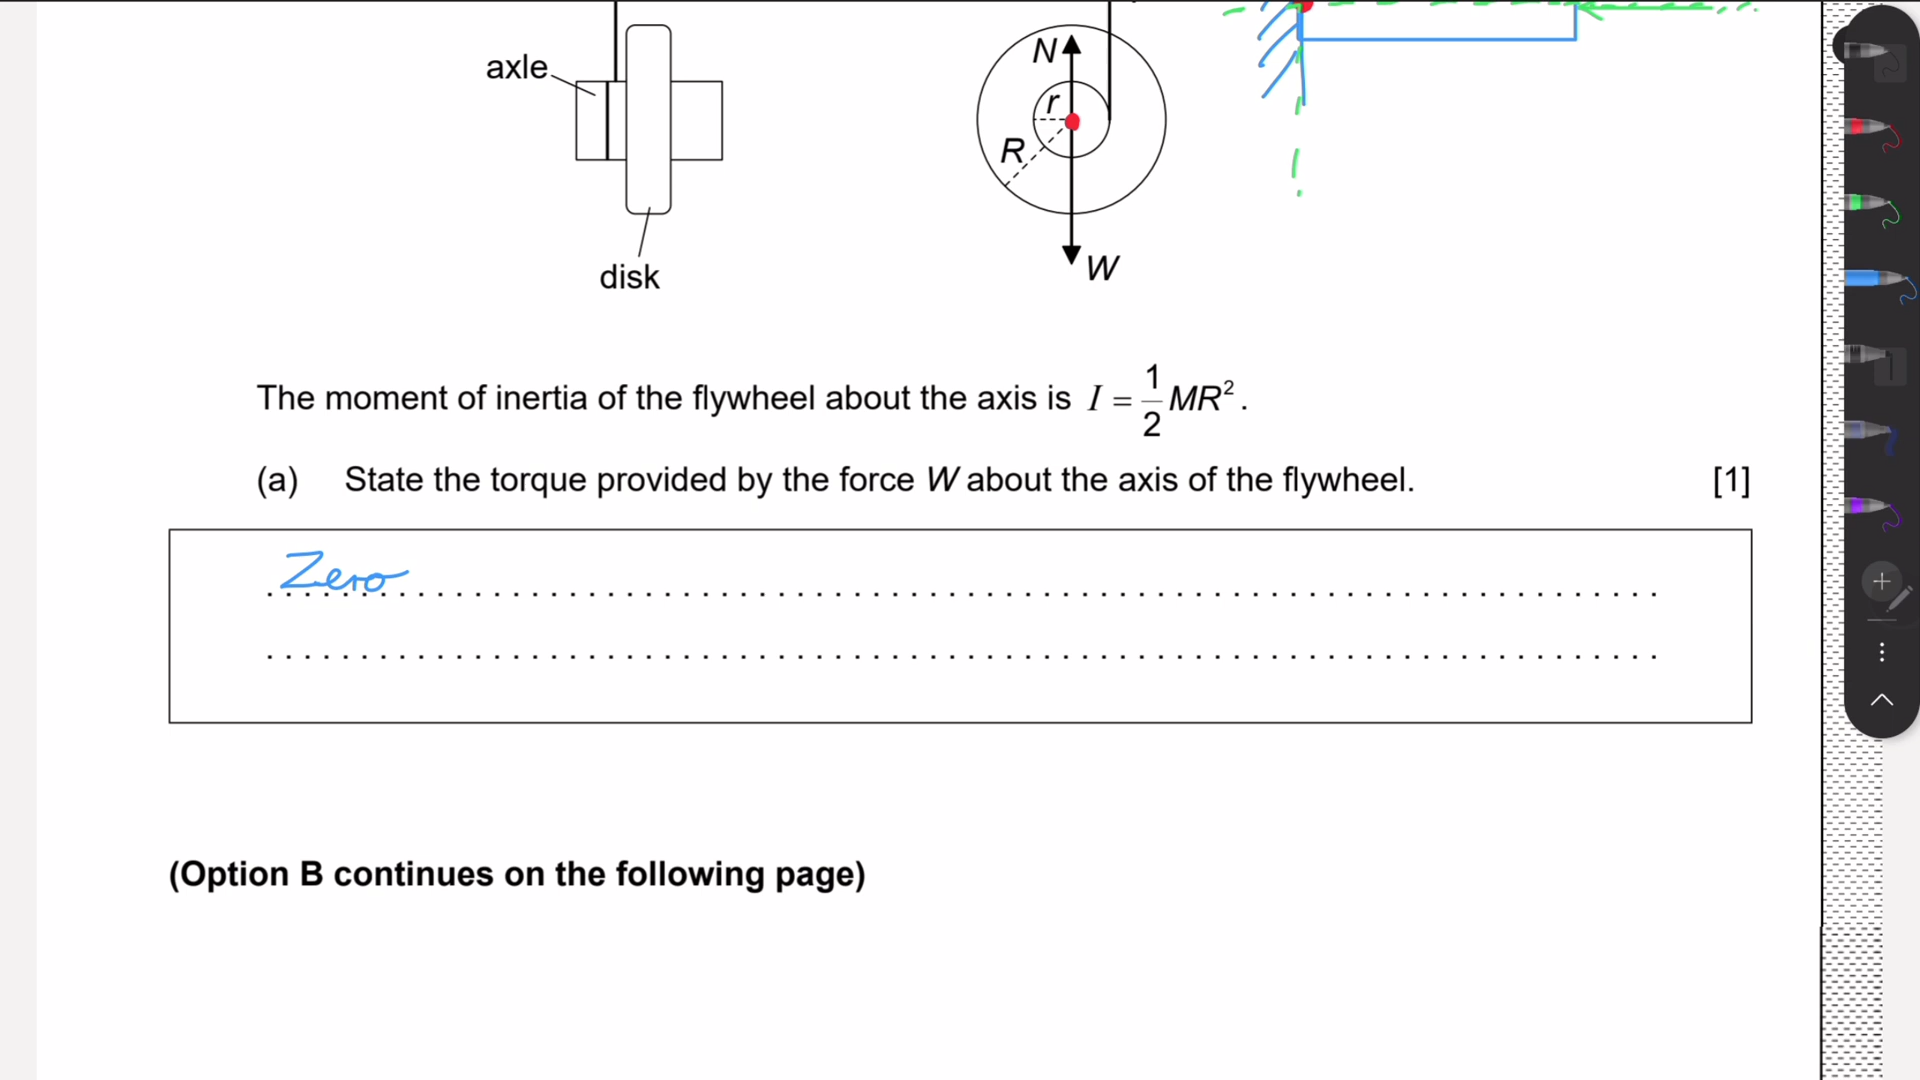 axle
N
r
R
W
disk
The moment of inertia of the flywheel about the axis is I = 1/2 MR².
(a) State the torque provided by the force W about the axis of the flywheel. [1]
Zero
(Option B continues on the following page)